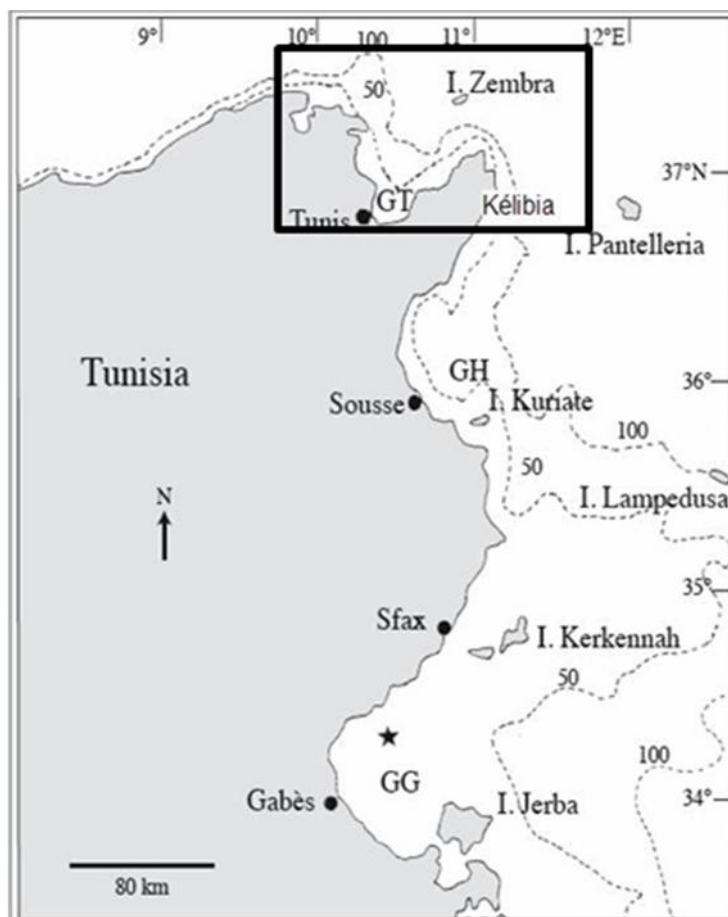 9°
10°
100
11°
12°E
50
I. Zembra
37°N
GT
Kélibia
Tunis
I. Pantelleria
Tunisia
GH
36°
Sousse
I. Kuriate
100
50
N
I. Lampedusa
35°
Sfax
I. Kerkennah
50
100
GG
34°
Gabès
I. Jerba
80 km